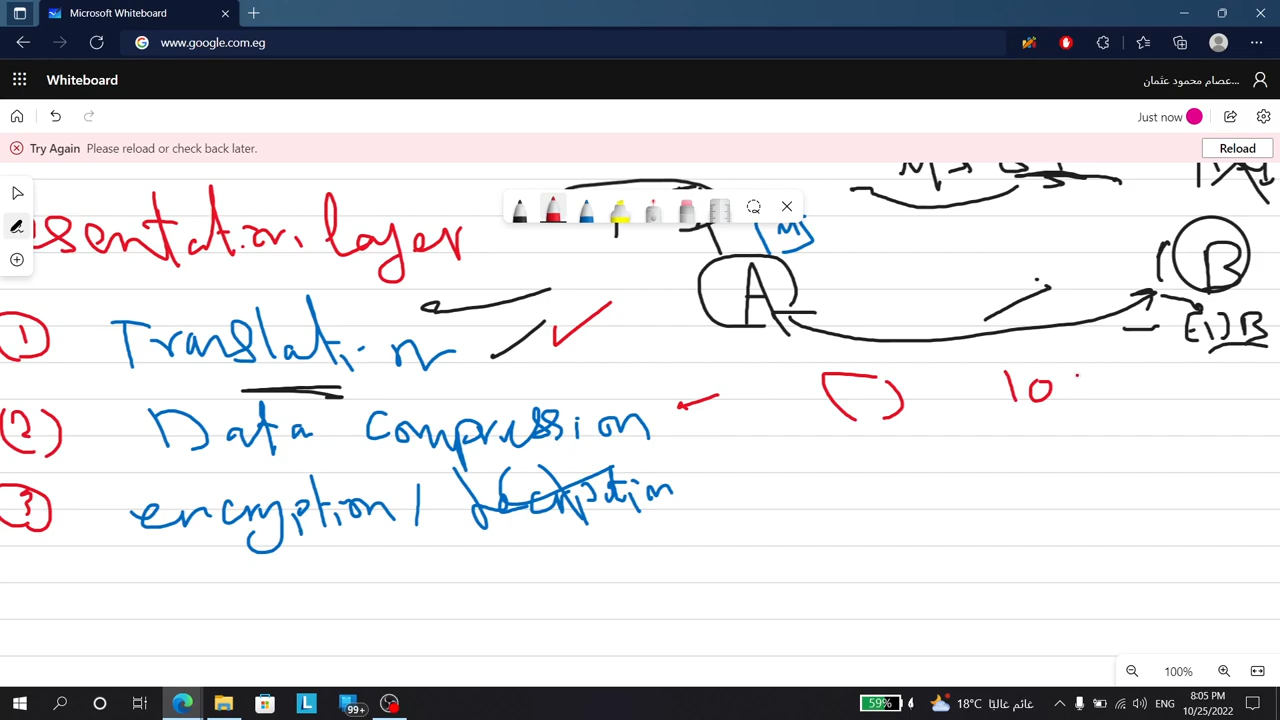 Microsoft Whiteboard
www.google.com.eg
Whiteboard
عصام محمود عثمان...
Just now
Try Again Please reload or check back later.
Reload
esentation layer
A
B
① Translation
B
10
② Data compression
③ encryption /
100%
L
99+
59%
18°C غائم غالبًا
ENG
8:05 PM
10/25/2022